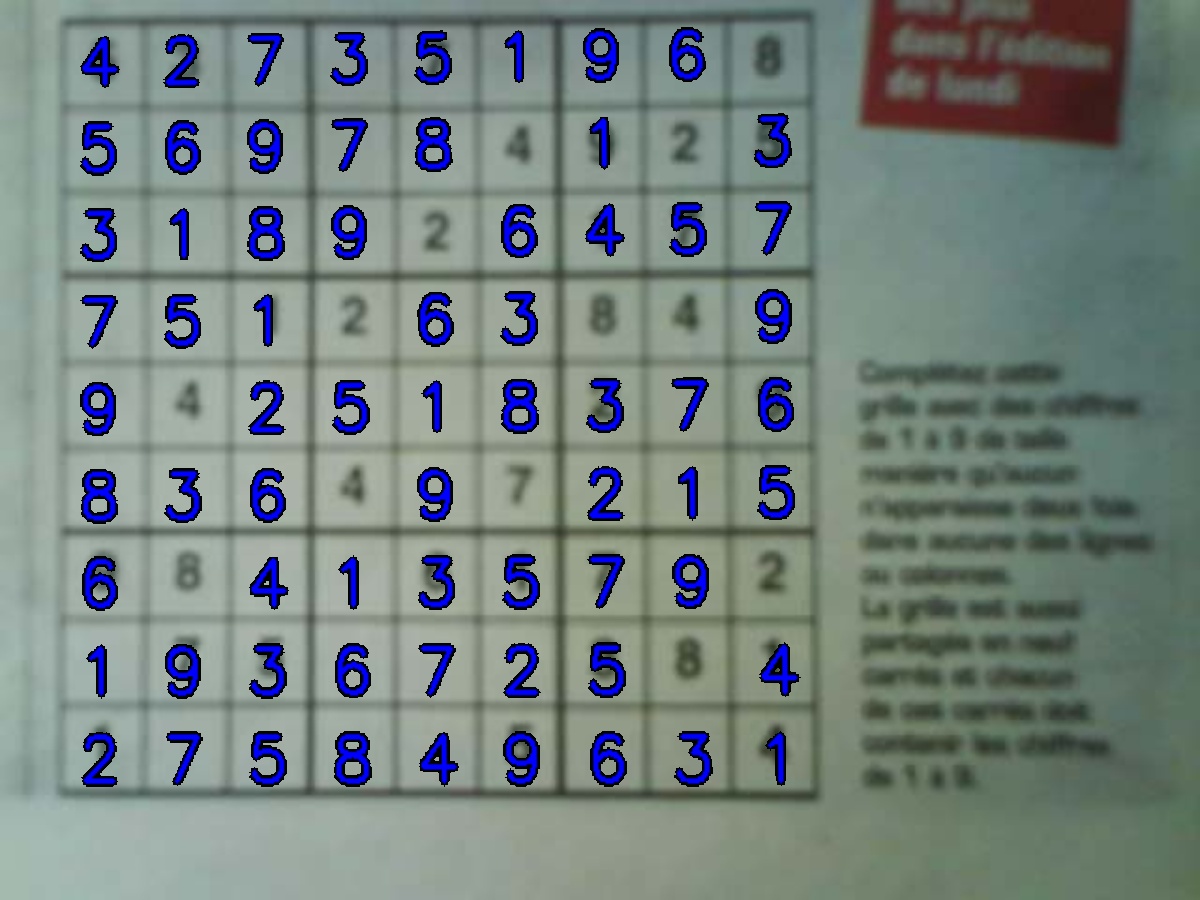 des jeux
dans l'édition
de lundi
4 2 7 3 5 1 9 6 8
5 6 9 7 8 4 1 2 3
3 1 8 9 2 6 4 5 7
7 5 1 2 6 3 8 4 9
9 4 2 5 1 8 3 7 6
8 3 6 4 9 7 2 1 5
6 8 4 1 3 5 7 9 2
1 9 3 6 7 2 5 8 4
2 7 5 8 4 9 6 3 1
Complétez cette
grille avec des chiffres
de 1 à 9 de telle
manière qu'aucun
n'apparaisse deux fois
dans aucune des lignes
ou colonnes.
La grille est aussi
partagée en neuf
carrés et chacun
de ces carrés doit
contenir les chiffres
de 1 à 9.